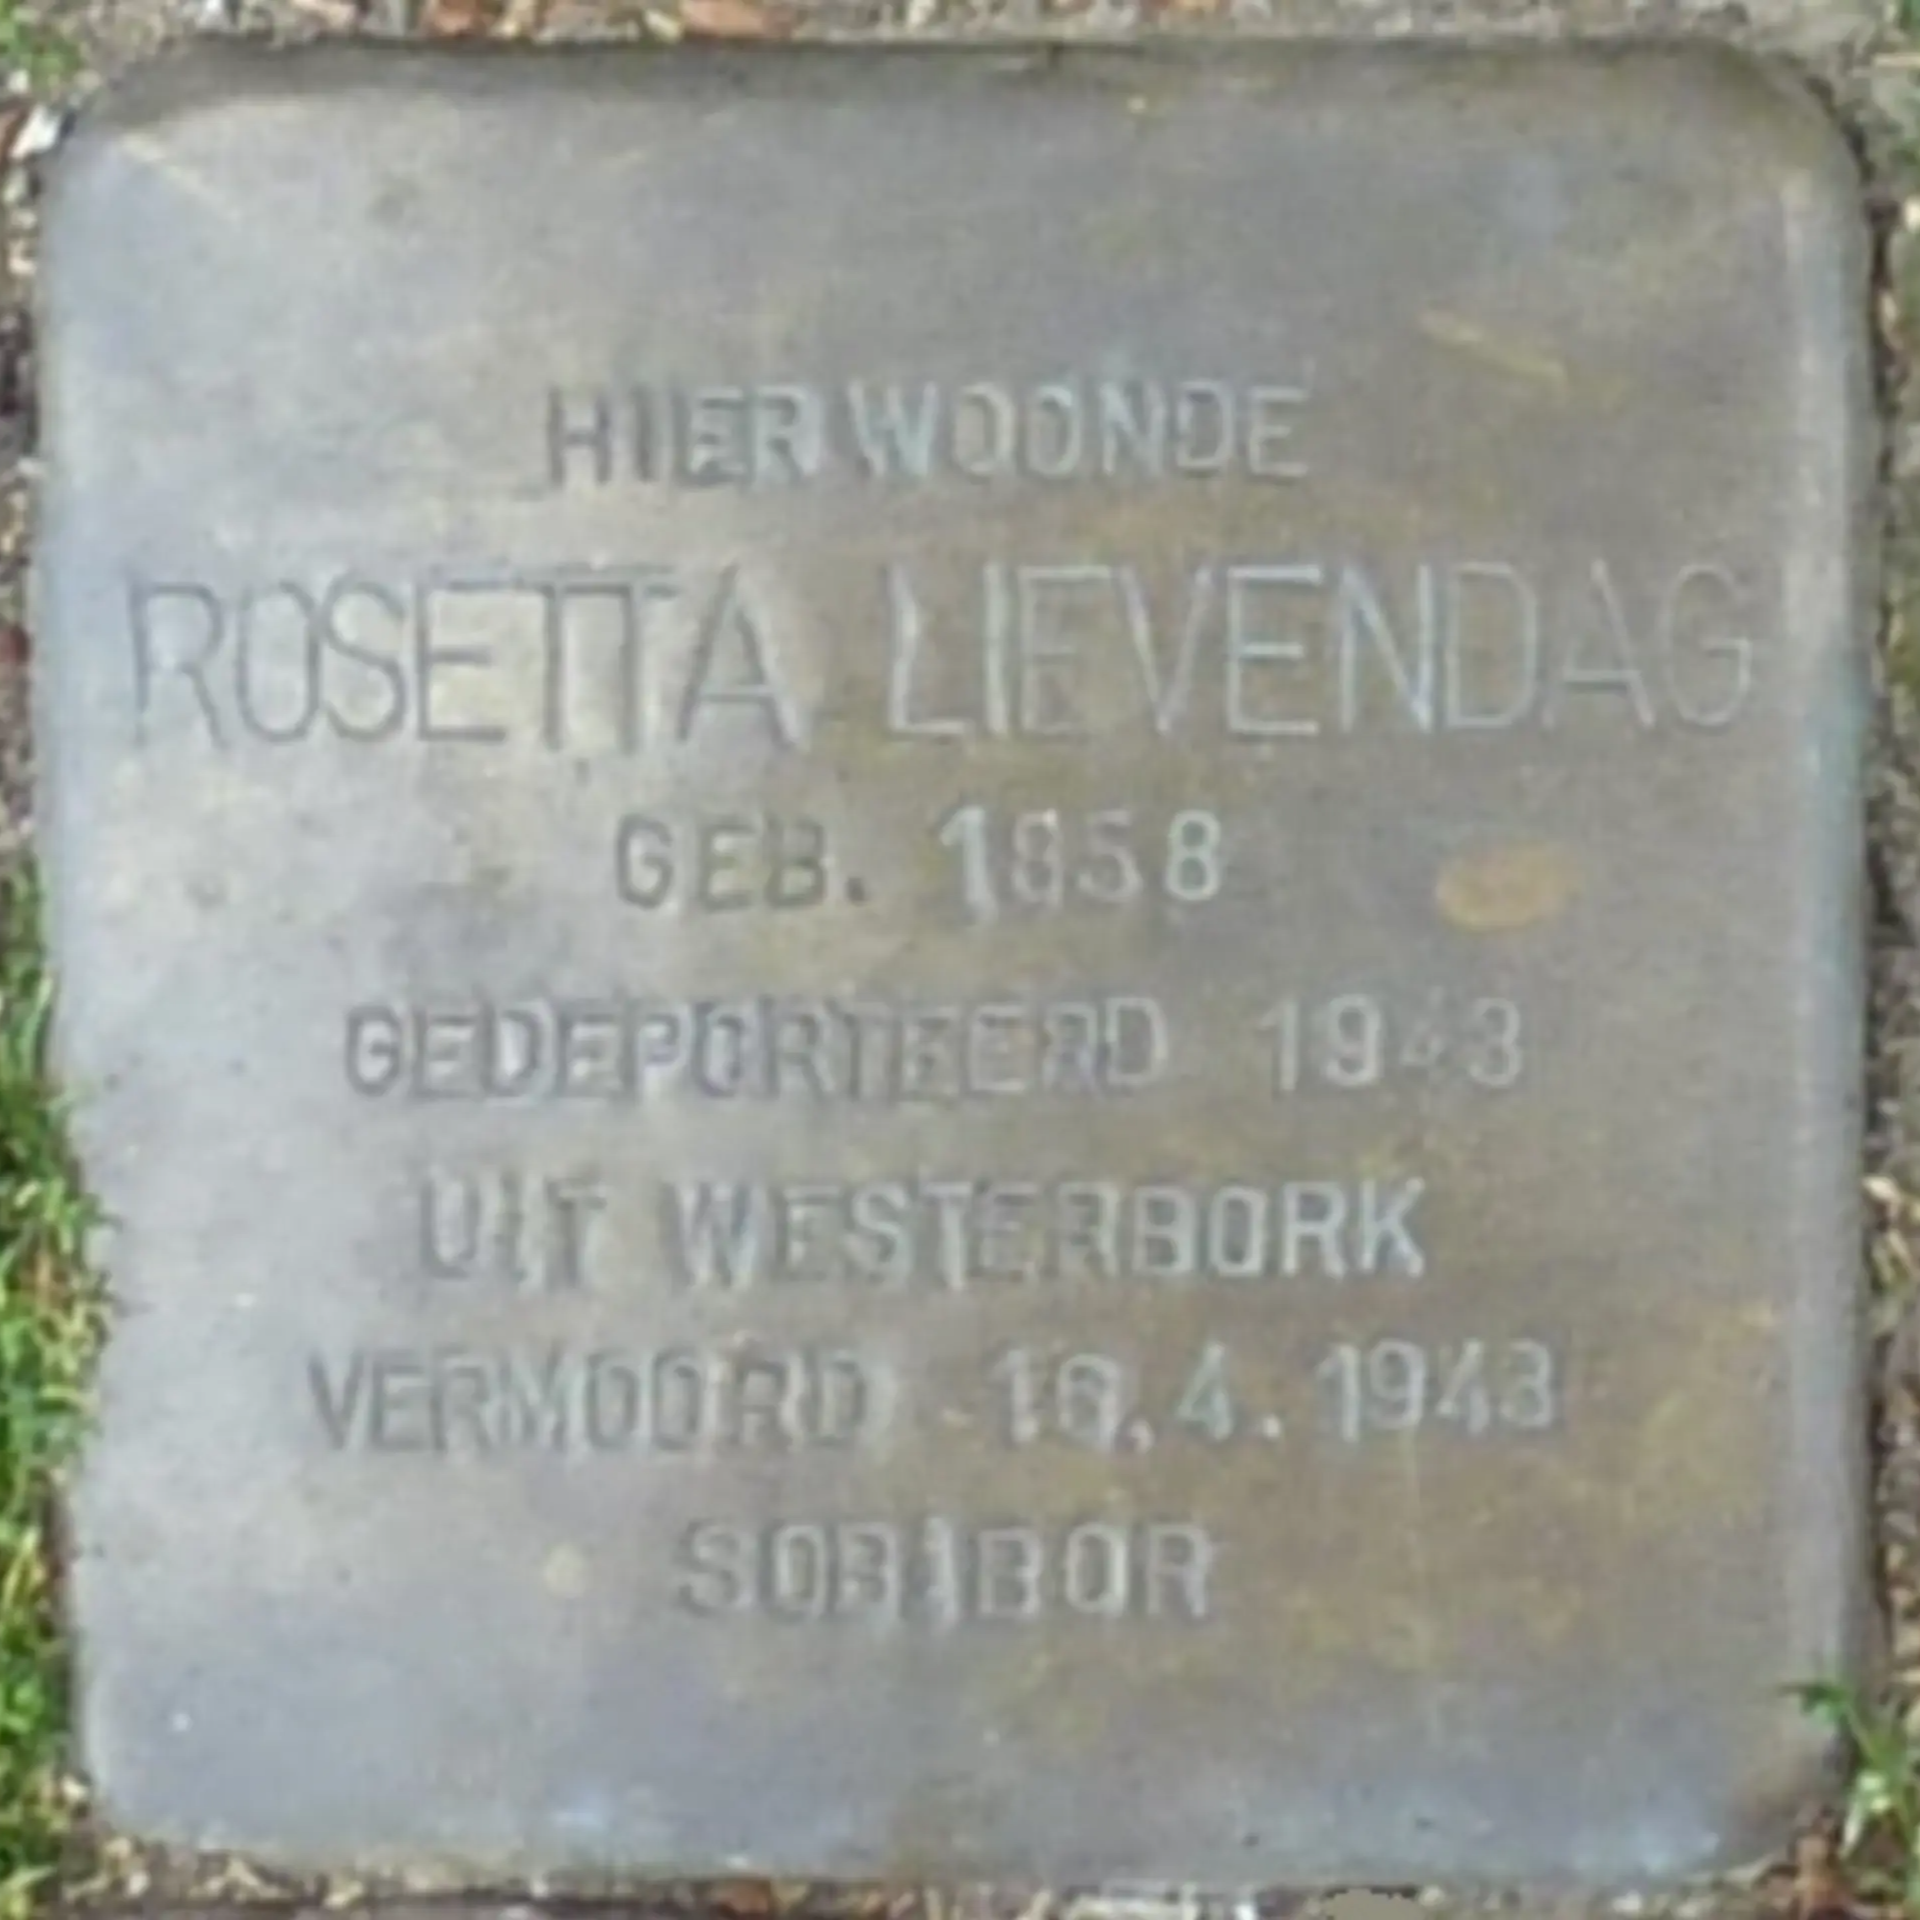 HIER WOONDE
ROSETTA LIEVENDAG
GEB. 1858
GEDEPORTEERD 1943
UIT WESTERBORK
VERMOORD 16.4.1943
SOBIBOR